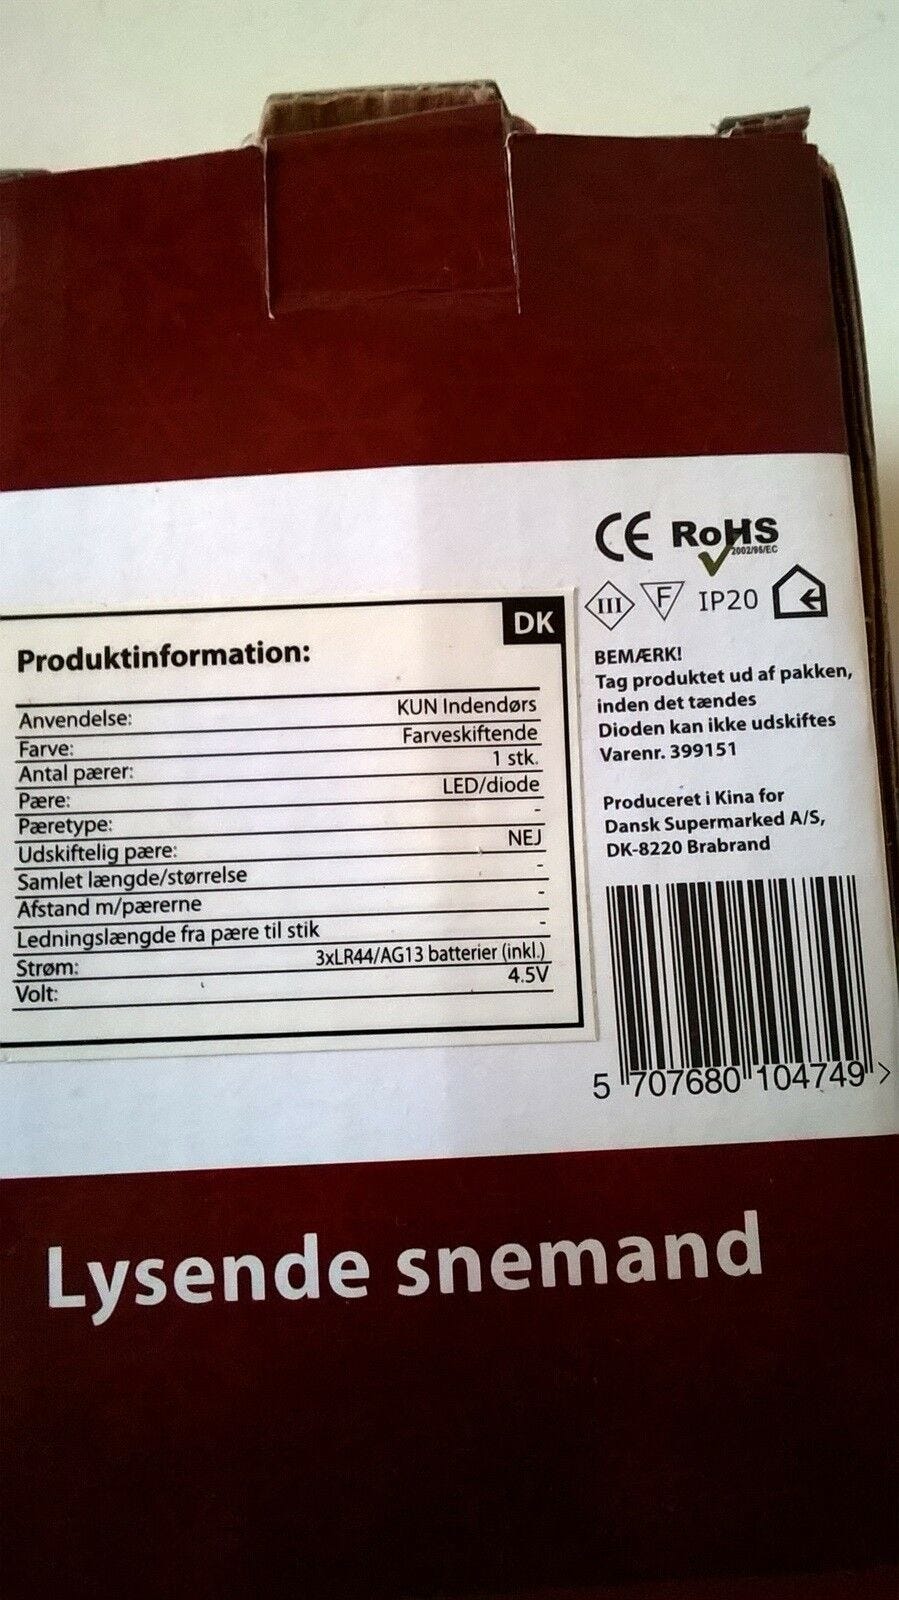 CE RoHS
2002/95/EC
III F IP20
DK
Produktinformation:
Anvendelse: KUN Indendørs
Farve: Farveskiftende
Antal pærer: 1 stk.
Pære: LED/diode
Pæretype: -
Udskiftelig pære: NEJ
Samlet længde/størrelse -
Afstand m/pærerne -
Ledningslængde fra pære til stik -
Strøm: 3xLR44/AG13 batterier (inkl.)
Volt: 4.5V
BEMÆRK!
Tag produktet ud af pakken,
inden det tændes
Dioden kan ikke udskiftes
Varenr. 399151
Produceret i Kina for
Dansk Supermarked A/S,
DK-8220 Brabrand
5 707680 104749 >
Lysende snemand